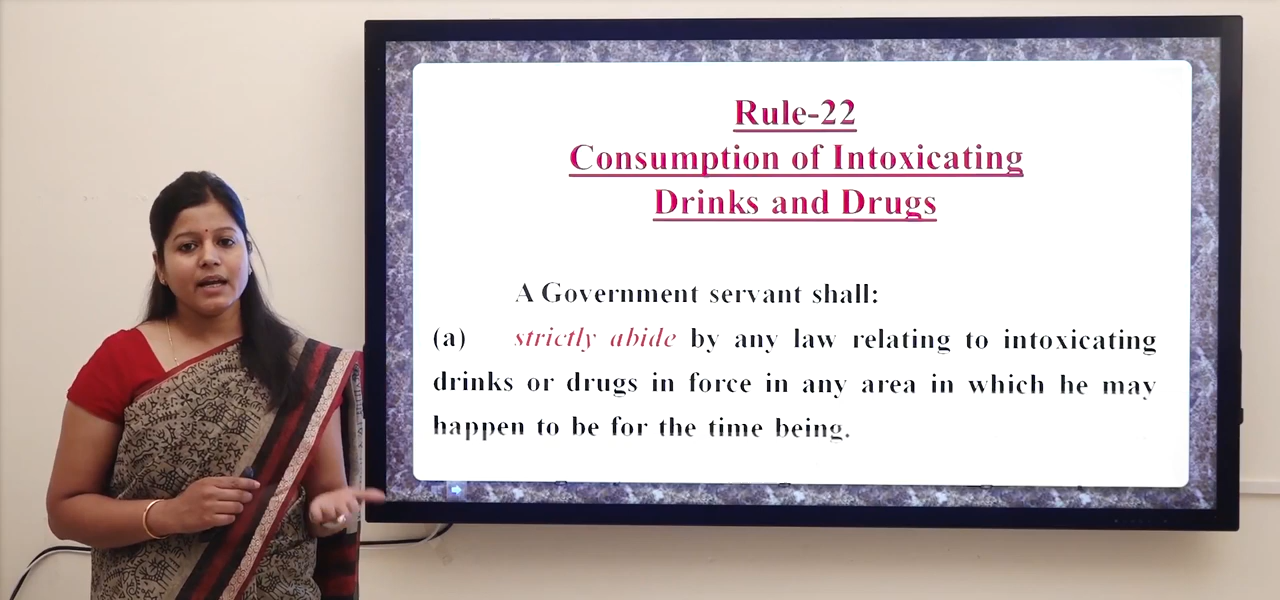 Rule-22
Consumption of Intoxicating
Drinks and Drugs
A Government servant shall:
(a) strictly abide by any law relating to intoxicating
drinks or drugs in force in any area in which he may
happen to be for the time being.